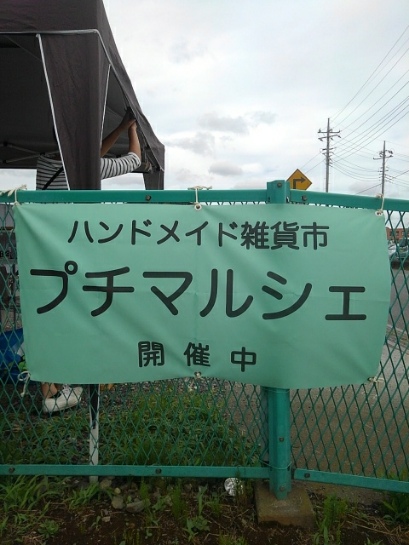 ハンドメイド雑貨市
プチマルシェ
開催中